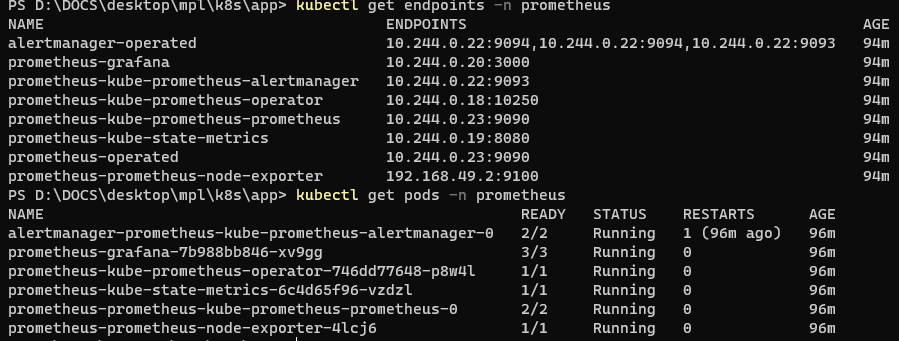 PS D:\DOCS\desktop\mpl\k8s\app> kubectl get endpoints -n prometheus
NAME ENDPOINTS AGE
alertmanager-operated 10.244.0.22:9094,10.244.0.22:9094,10.244.0.22:9093 94m
prometheus-grafana 10.244.0.20:3000 94m
prometheus-kube-prometheus-alertmanager 10.244.0.22:9093 94m
prometheus-kube-prometheus-operator 10.244.0.18:10250 94m
prometheus-kube-prometheus-prometheus 10.244.0.23:9090 94m
prometheus-kube-state-metrics 10.244.0.19:8080 94m
prometheus-operated 10.244.0.23:9090 94m
prometheus-prometheus-node-exporter 192.168.49.2:9100 94m
PS D:\DOCS\desktop\mpl\k8s\app> kubectl get pods -n prometheus
NAME READY STATUS RESTARTS AGE
alertmanager-prometheus-kube-prometheus-alertmanager-0 2/2 Running 1 (96m ago) 96m
prometheus-grafana-7b988bb846-xv9gg 3/3 Running 0 96m
prometheus-kube-prometheus-operator-746dd77648-p8w4l 1/1 Running 0 96m
prometheus-kube-state-metrics-6c4d65f96-vzdzl 1/1 Running 0 96m
prometheus-prometheus-kube-prometheus-prometheus-0 2/2 Running 0 96m
prometheus-prometheus-node-exporter-4lcj6 1/1 Running 0 96m